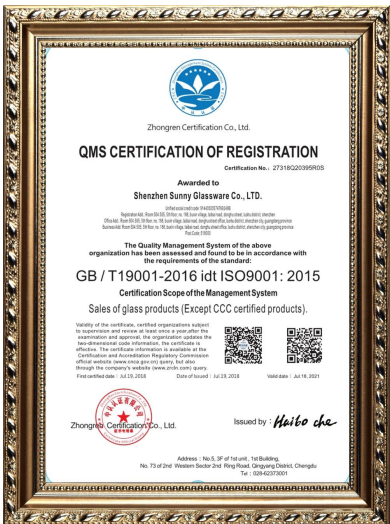 Zhongren Certification Co., Ltd.
QMS CERTIFICATION OF REGISTRATION
Certification No.: 27318Q20395R0S
Awarded to
Shenzhen Sunny Glassware Co., LTD.
The Quality Management System of the above
organization has been assessed and found to be in accordance with
the requirements of the standard:
GB / T19001-2016 idt ISO9001: 2015
Certification Scope of the Management System
Sales of glass products (Except CCC certified products).
Validity of the certificate, certified organizations subject
to supervision and review at least once a year,after the
examination and approval, the organization updates the
two-dimensional code information, the certificate is
effective. The certificate information is available at the
Certification and Accreditation Regulatory Commission
official website (www.cnca.gov.cn) query, but also
through the company's website (www.zrcln.com) query.
First certified date : Jul.19, 2018 Date of Issued : Jul.19, 2018 Valid date : Jul 18, 2021
Zhongren Certification Co., Ltd.
Issued by : Haibo che
Address : No.5, 3F of 1st unit , 1st Building,
No. 73 of 2nd Western Sector 2nd Ring Road, Qingyang District, Chengdu
Tel : 028-62373001